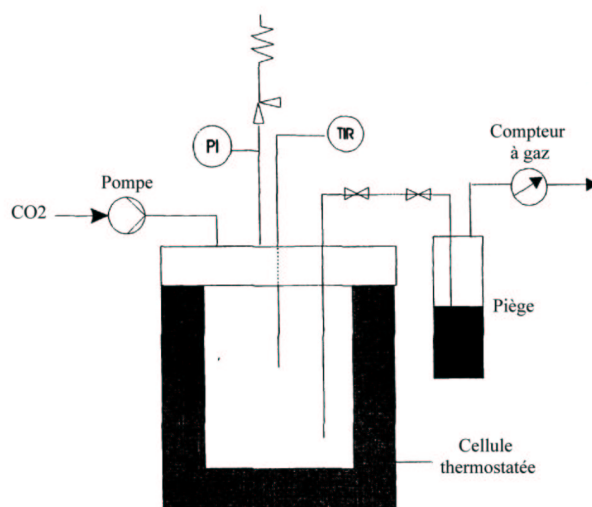 PI
TIR
Compteur
à gaz
Pompe
CO2
Piège
Cellule
thermostatée